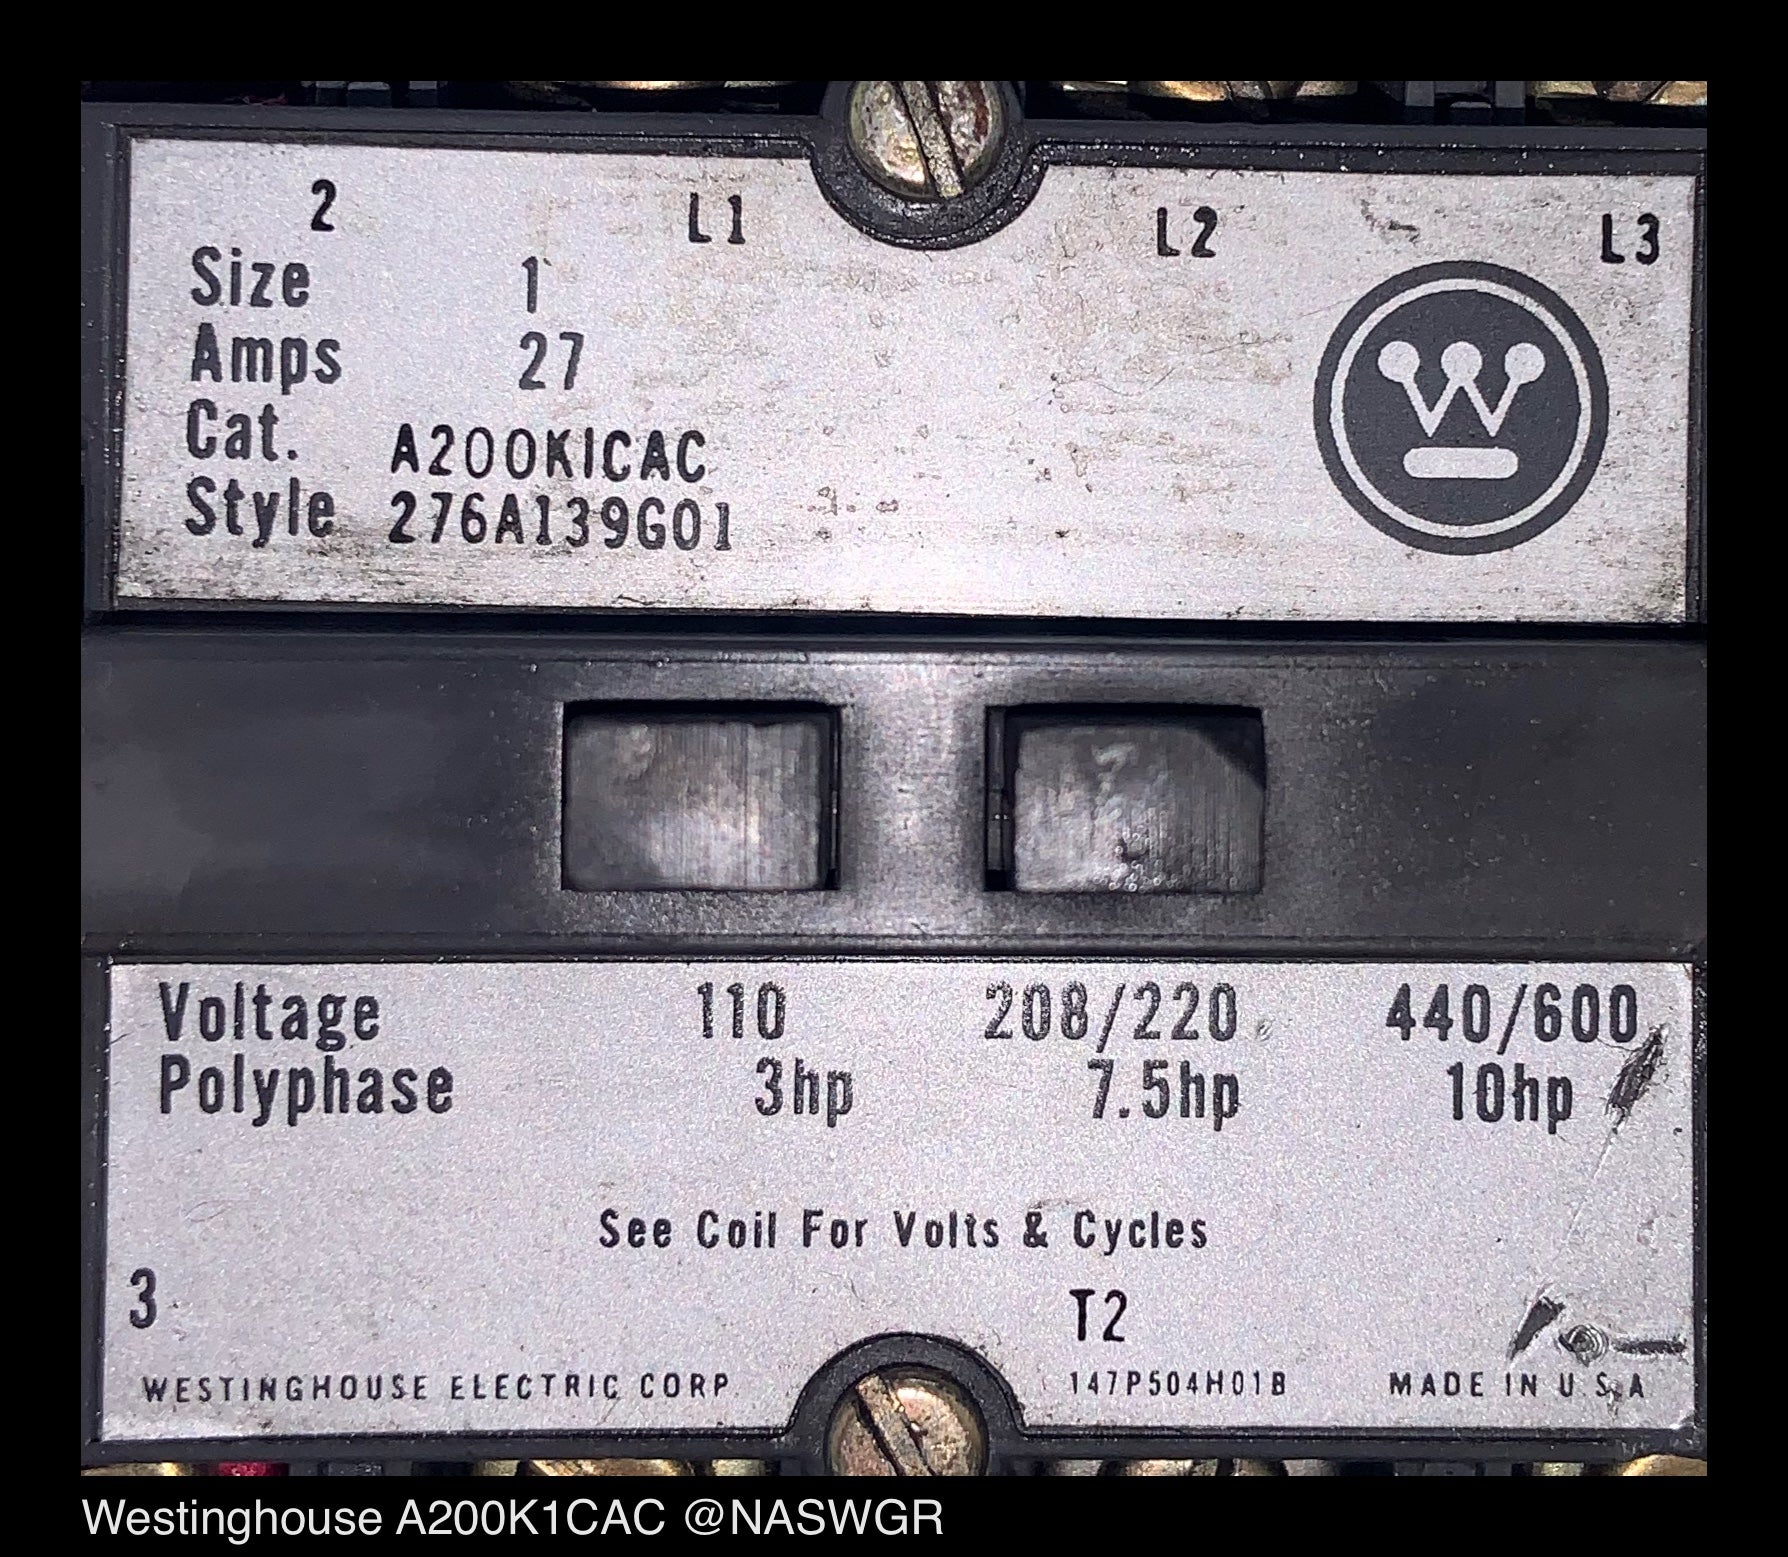 2 L1 L2 L3
Size 1
Amps 27
Cat. A200K1CAC
Style 276A139G01
W
Voltage 110 208/220 440/600
Polyphase 3hp 7.5hp 10hp
See Coil For Volts & Cycles
3 T2
WESTINGHOUSE ELECTRIC CORP. 147P504H01B MADE IN U.S.A
Westinghouse A200K1CAC @NASWGR